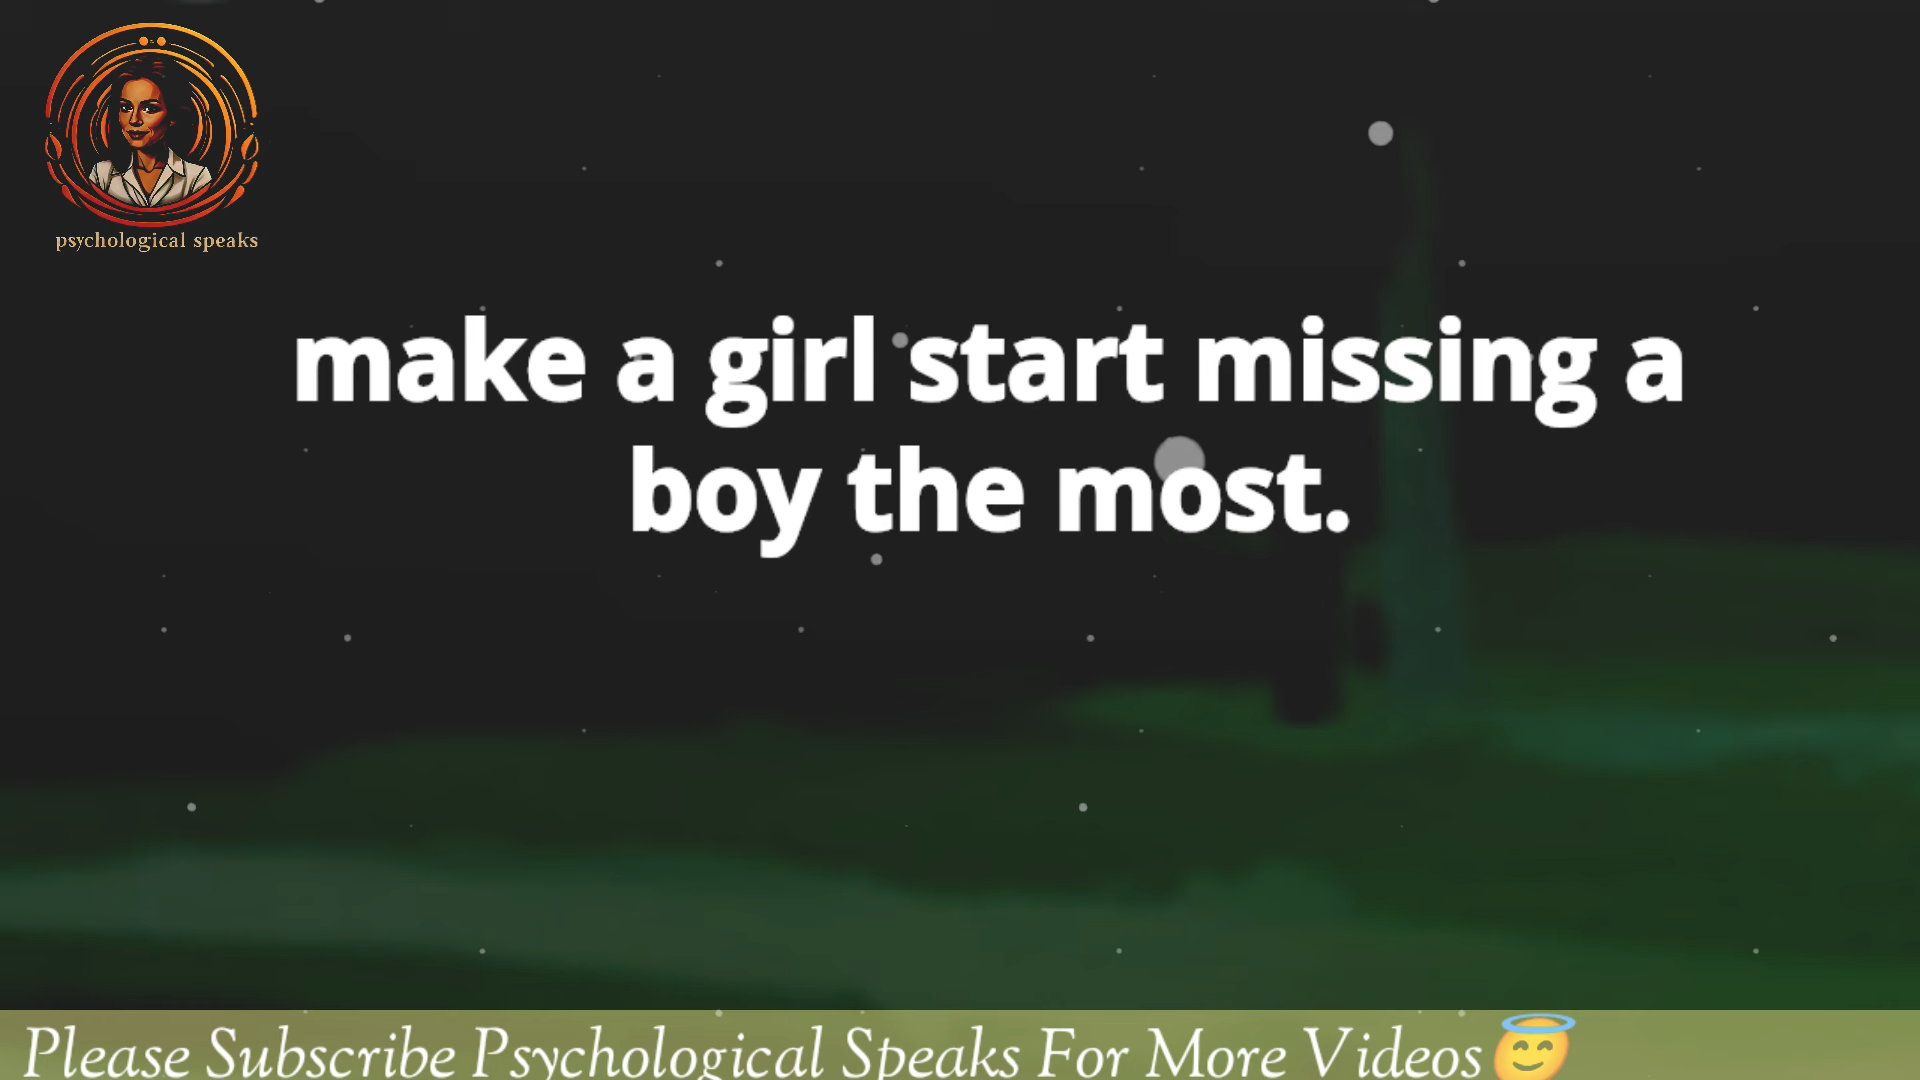 psychological speaks
make a girl start missing a
boy the most.
Please Subscribe Psychological Speaks For More Videos😇